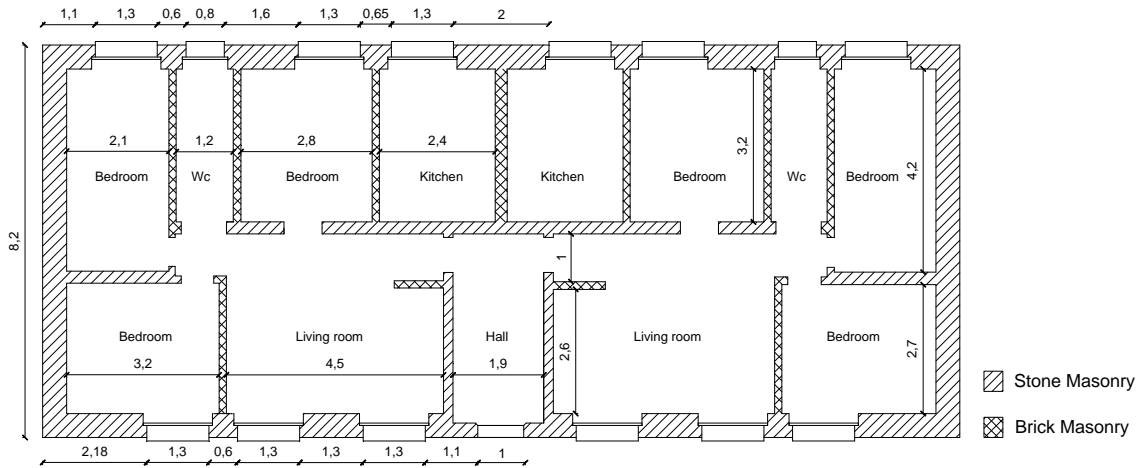 1,1 1,3 0,6 0,8 1,6 1,3 0,65 1,3 2
2,1 1,2 2,8 2,4 3,2
Bedroom Wc Bedroom Kitchen Kitchen Bedroom Wc Bedroom 4,2
8,2
1
Bedroom Living room Hall Living room Bedroom
3,2 4,5 1,9 2,6 2,7
Stone Masonry
Brick Masonry
2,18 1,3 0,6 1,3 1,3 1,3 1,1 1